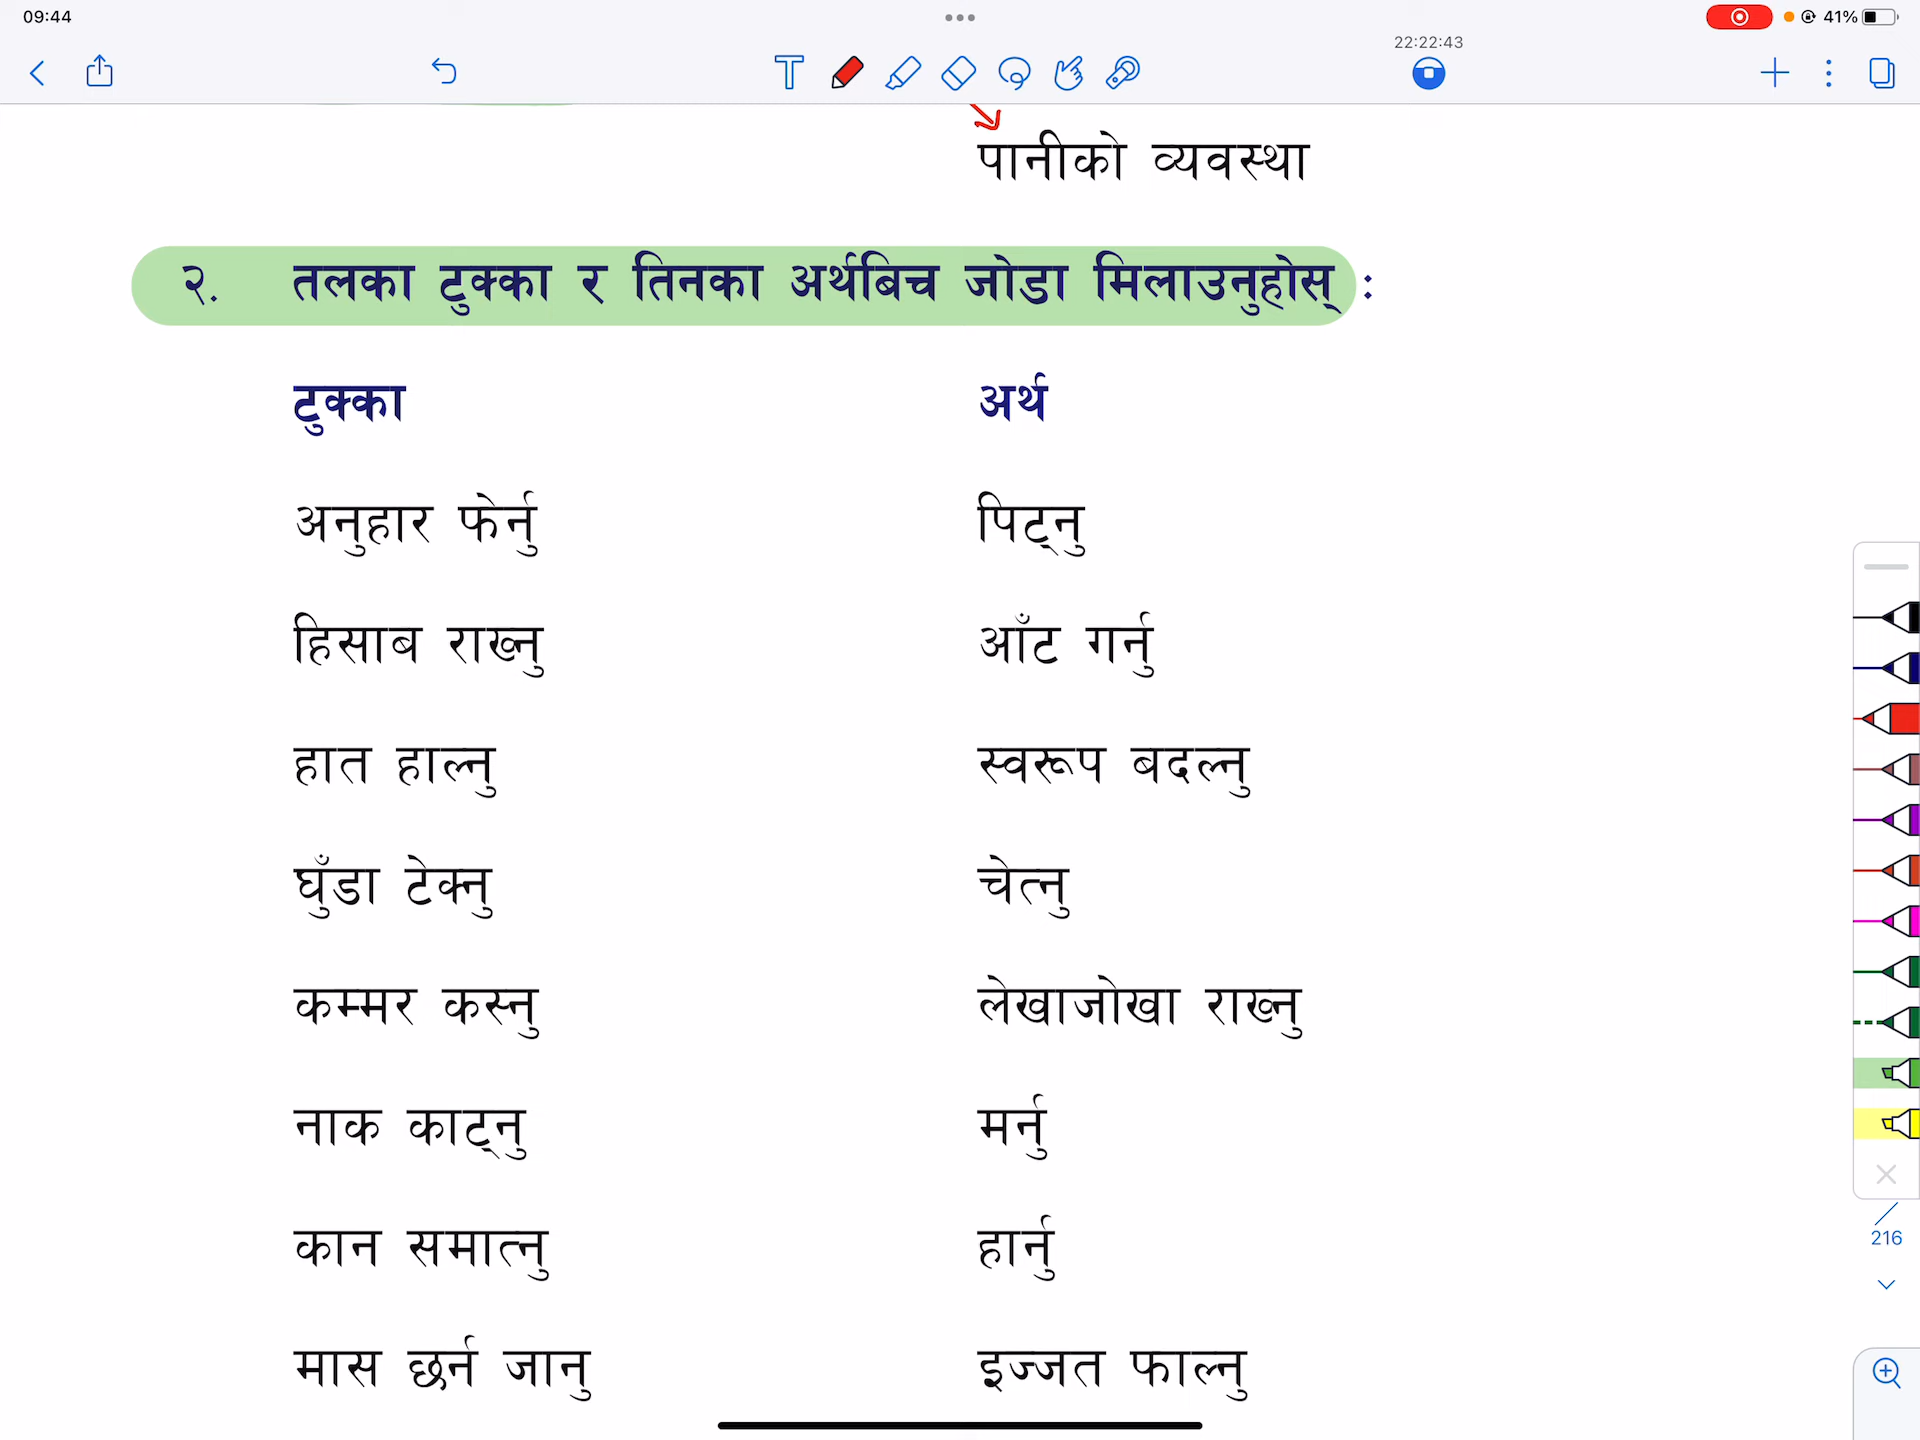 09:44
41%
22:22:43
पानीको व्यवस्था
२. तलका टुक्का र तिनका अर्थबिच जोडा मिलाउनुहोस् :
टुक्का अर्थ
अनुहार फेर्नु पिट्नु
हिसाब राख्नु आँट गर्नु
हात हाल्नु स्वरूप बदल्नु
घुँडा टेक्नु चेत्नु
कम्मर कस्नु लेखाजोखा राख्नु
नाक काट्नु मर्नु
कान समात्नु हार्नु
मास छर्न जानु इज्जत फाल्नु
216